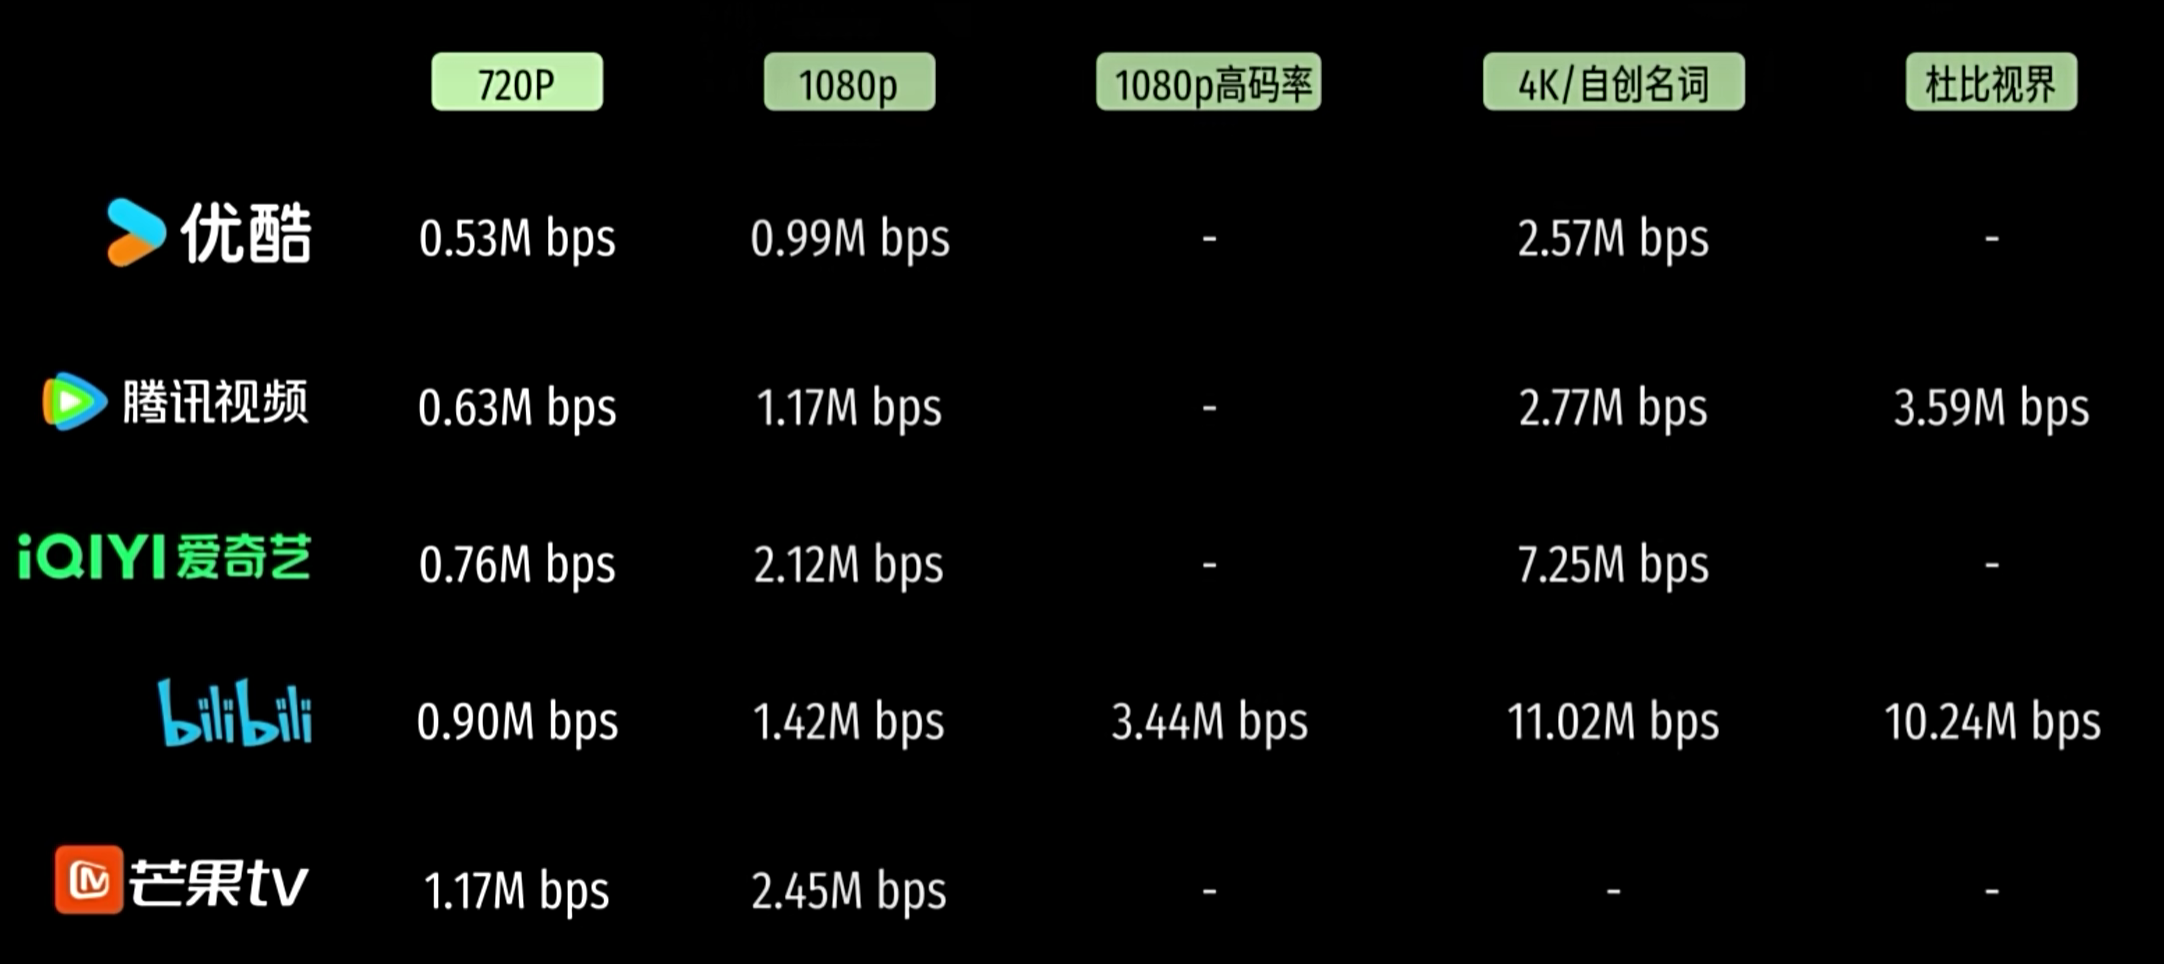 720P 1080p 1080p高码率 4K/自创名词 杜比视界
优酷 0.53M bps 0.99M bps - 2.57M bps -
腾讯视频 0.63M bps 1.17M bps - 2.77M bps 3.59M bps
iQIYI 爱奇艺 0.76M bps 2.12M bps - 7.25M bps -
bilibili 0.90M bps 1.42M bps 3.44M bps 11.02M bps 10.24M bps
芒果tv 1.17M bps 2.45M bps - - -